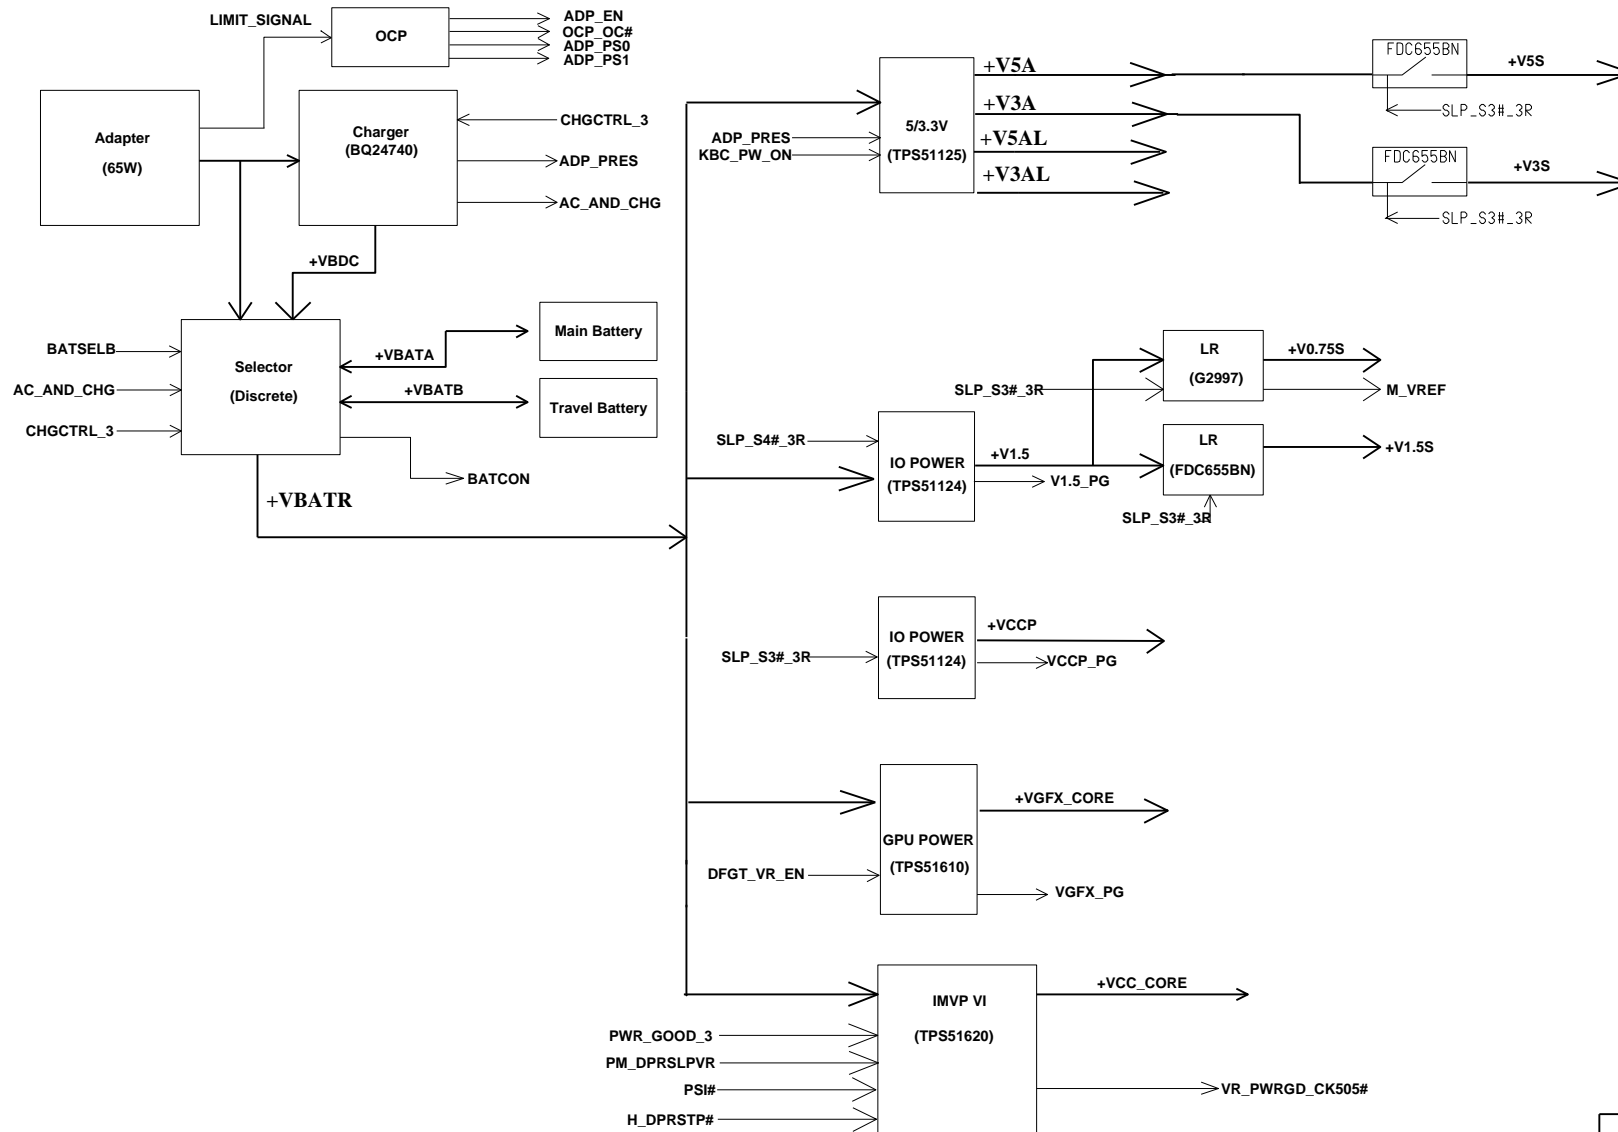 LIMIT_SIGNAL
OCP
ADP_EN
OCP_OC#
ADP_PS0
ADP_PS1
Adapter
(65W)
Charger
(BQ24740)
CHGCTRL_3
ADP_PRES
AC_AND_CHG
+VBDC
BATSELB
AC_AND_CHG
CHGCTRL_3
Selector
(Discrete)
+VBATA
+VBATB
Main Battery
Travel Battery
BATCON
+VBATR
ADP_PRES
KBC_PW_ON
5/3.3V
(TPS51125)
+V5A
+V3A
+V5AL
+V3AL
FDC655BN
+V5S
SLP_S3#_3R
FDC655BN
+V3S
SLP_S3#_3R
SLP_S4#_3R
IO POWER
(TPS51124)
+V1.5
V1.5_PG
SLP_S3#_3R
LR
(G2997)
+V0.75S
M_VREF
LR
(FDC655BN)
+V1.5S
SLP_S3#_3R
SLP_S3#_3R
IO POWER
(TPS51124)
+VCCP
VCCP_PG
DFGT_VR_EN
GPU POWER
(TPS51610)
+VGFX_CORE
VGFX_PG
IMVP VI
(TPS51620)
+VCC_CORE
PWR_GOOD_3
PM_DPRSLPVR
PSI#
H_DPRSTP#
VR_PWRGD_CK505#